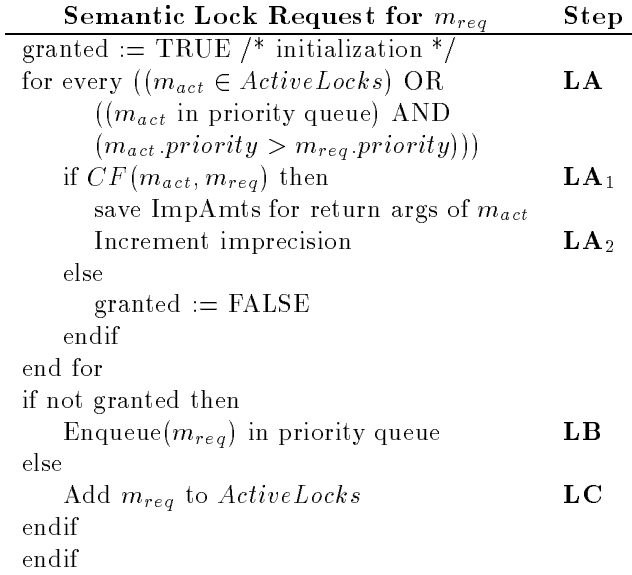 Semantic Lock Request for m_req Step
granted := TRUE /* initialization */
for every ((m_act ∈ ActiveLocks) OR LA
((m_act in priority queue) AND
(m_act.priority > m_req.priority)))
if CF(m_act, m_req) then LA₁
save ImpAmts for return args of m_act
Increment imprecision LA₂
else
granted := FALSE
endif
end for
if not granted then
Enqueue(m_req) in priority queue LB
else
Add m_req to ActiveLocks LC
endif
endif